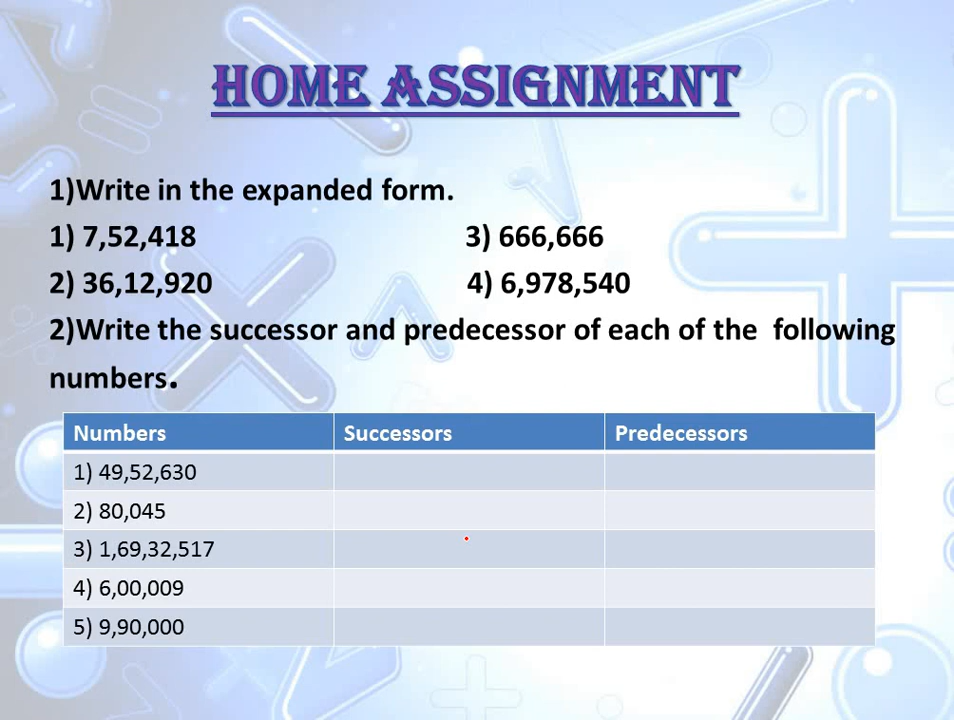 HOME ASSIGNMENT
1)Write in the expanded form.
1) 7,52,418 3) 666,666
2) 36,12,920 4) 6,978,540
2)Write the successor and predecessor of each of the following
numbers.
Numbers Successors Predecessors
1) 49,52,630
2) 80,045
3) 1,69,32,517
4) 6,00,009
5) 9,90,000